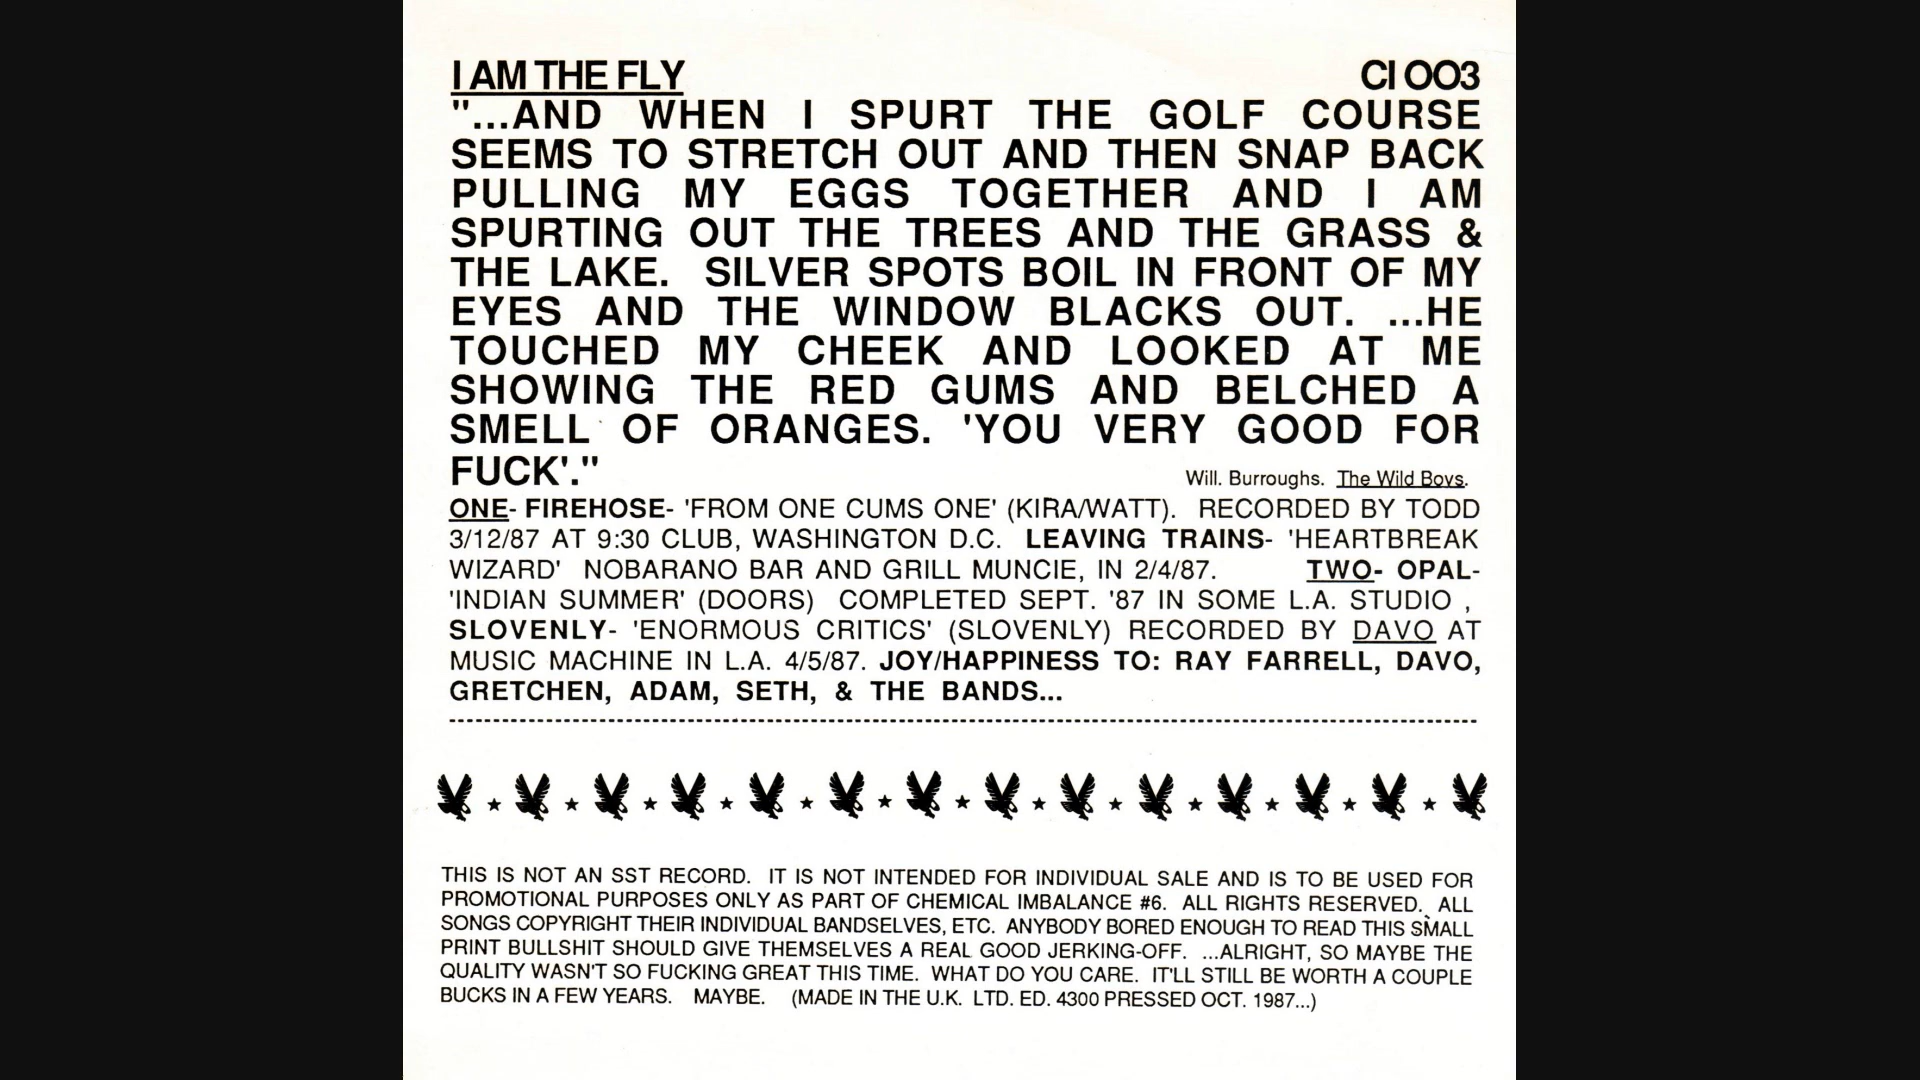 I AM THE FLY CI OO3
"...AND WHEN I SPURT THE GOLF COURSE
SEEMS TO STRETCH OUT AND THEN SNAP BACK
PULLING MY EGGS TOGETHER AND I AM
SPURTING OUT THE TREES AND THE GRASS &
THE LAKE. SILVER SPOTS BOIL IN FRONT OF MY
EYES AND THE WINDOW BLACKS OUT. ...HE
TOUCHED MY CHEEK AND LOOKED AT ME
SHOWING THE RED GUMS AND BELCHED A
SMELL OF ORANGES. 'YOU VERY GOOD FOR
FUCK'." Will. Burroughs. The Wild Boys.
ONE- FIREHOSE- 'FROM ONE CUMS ONE' (KIRA/WATT). RECORDED BY TODD
3/12/87 AT 9:30 CLUB, WASHINGTON D.C. LEAVING TRAINS- 'HEARTBREAK
WIZARD' NOBARANO BAR AND GRILL MUNCIE, IN 2/4/87. TWO- OPAL-
'INDIAN SUMMER' (DOORS) COMPLETED SEPT. '87 IN SOME L.A. STUDIO ,
SLOVENLY- 'ENORMOUS CRITICS' (SLOVENLY) RECORDED BY DAVO AT
MUSIC MACHINE IN L.A. 4/5/87. JOY/HAPPINESS TO: RAY FARRELL, DAVO,
GRETCHEN, ADAM, SETH, & THE BANDS...
THIS IS NOT AN SST RECORD. IT IS NOT INTENDED FOR INDIVIDUAL SALE AND IS TO BE USED FOR
PROMOTIONAL PURPOSES ONLY AS PART OF CHEMICAL IMBALANCE #6. ALL RIGHTS RESERVED. ALL
SONGS COPYRIGHT THEIR INDIVIDUAL BANDSELVES, ETC. ANYBODY BORED ENOUGH TO READ THIS SMALL
PRINT BULLSHIT SHOULD GIVE THEMSELVES A REAL GOOD JERKING-OFF. ...ALRIGHT, SO MAYBE THE
QUALITY WASN'T SO FUCKING GREAT THIS TIME. WHAT DO YOU CARE. IT'LL STILL BE WORTH A COUPLE
BUCKS IN A FEW YEARS. MAYBE. (MADE IN THE U.K. LTD. ED. 4300 PRESSED OCT. 1987...)